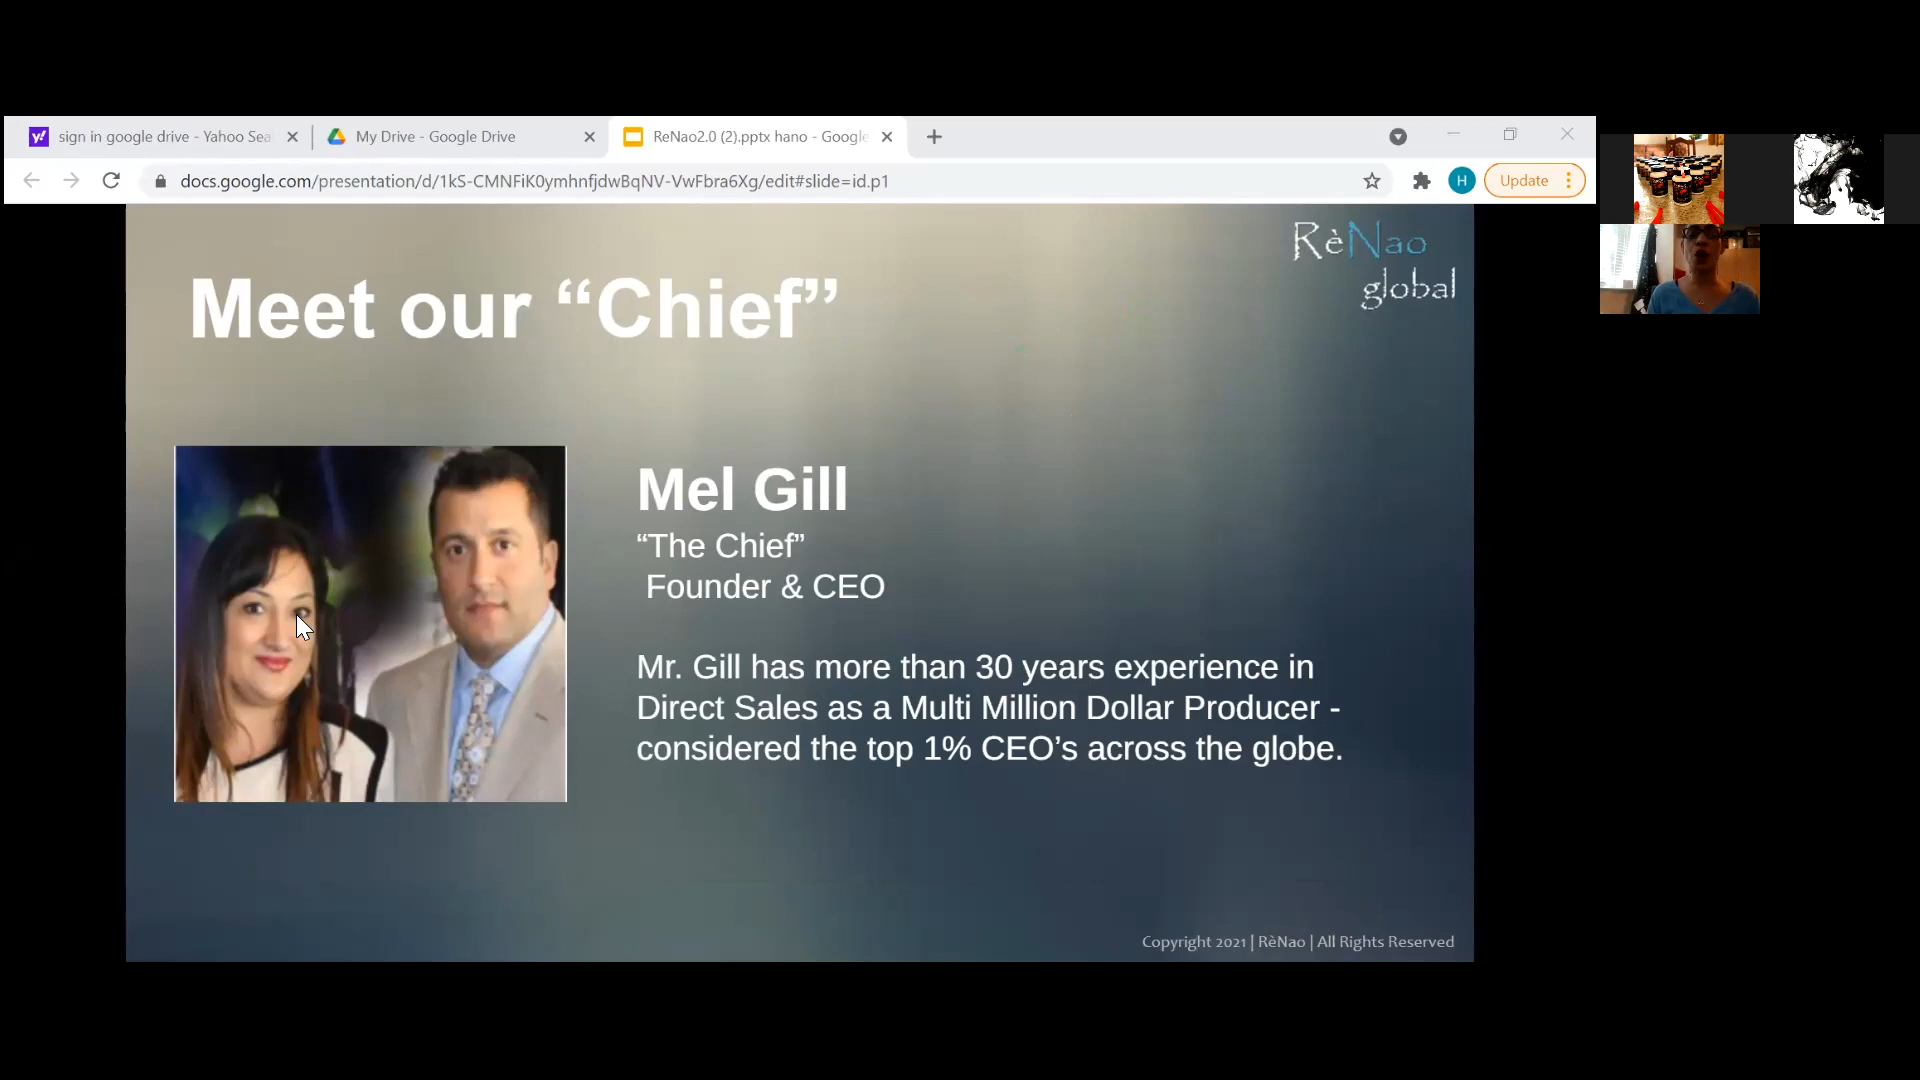 sign in google drive - Yahoo Sea
My Drive - Google Drive
ReNao2.0 (2).pptx hano - Google
docs.google.com/presentation/d/1kS-CMNFiK0ymhnfjdwBqNV-VwFbra6Xg/edit#slide=id.p1
H
Update
RèNao
global
Meet our “Chief”
Mel Gill
“The Chief”
Founder & CEO
Mr. Gill has more than 30 years experience in
Direct Sales as a Multi Million Dollar Producer -
considered the top 1% CEO’s across the globe.
Copyright 2021 | RèNao | All Rights Reserved